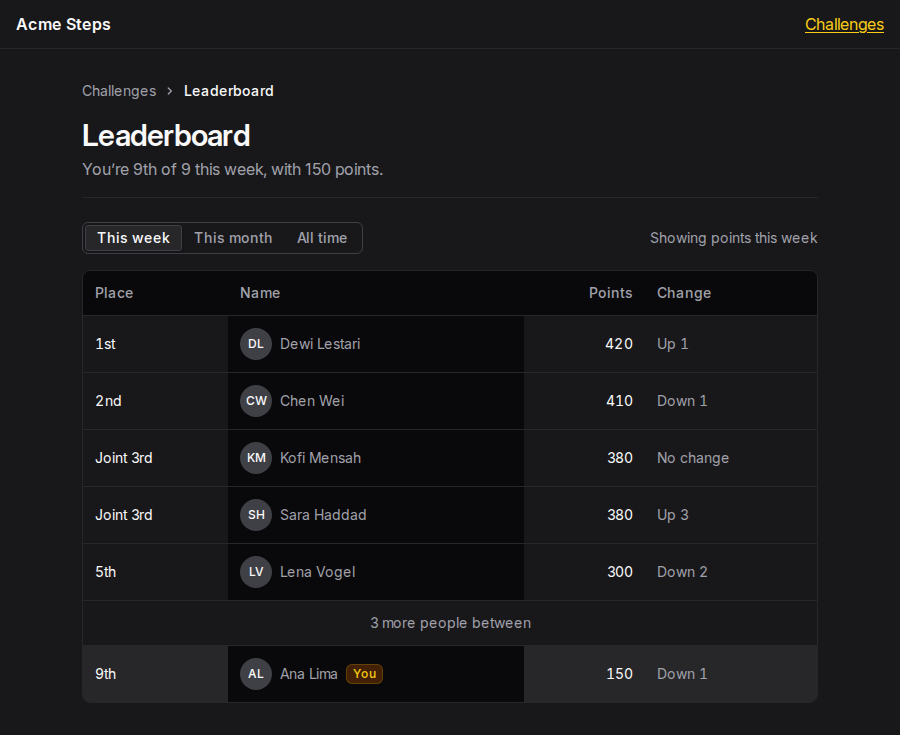 Acme Steps
Challenges
Challenges > Leaderboard
Leaderboard
You’re 9th of 9 this week, with 150 points.
This week This month All time
Showing points this week
Place Name Points Change
1st DL Dewi Lestari 420 Up 1
2nd CW Chen Wei 410 Down 1
Joint 3rd KM Kofi Mensah 380 No change
Joint 3rd SH Sara Haddad 380 Up 3
5th LV Lena Vogel 300 Down 2
3 more people between
9th AL Ana Lima You 150 Down 1